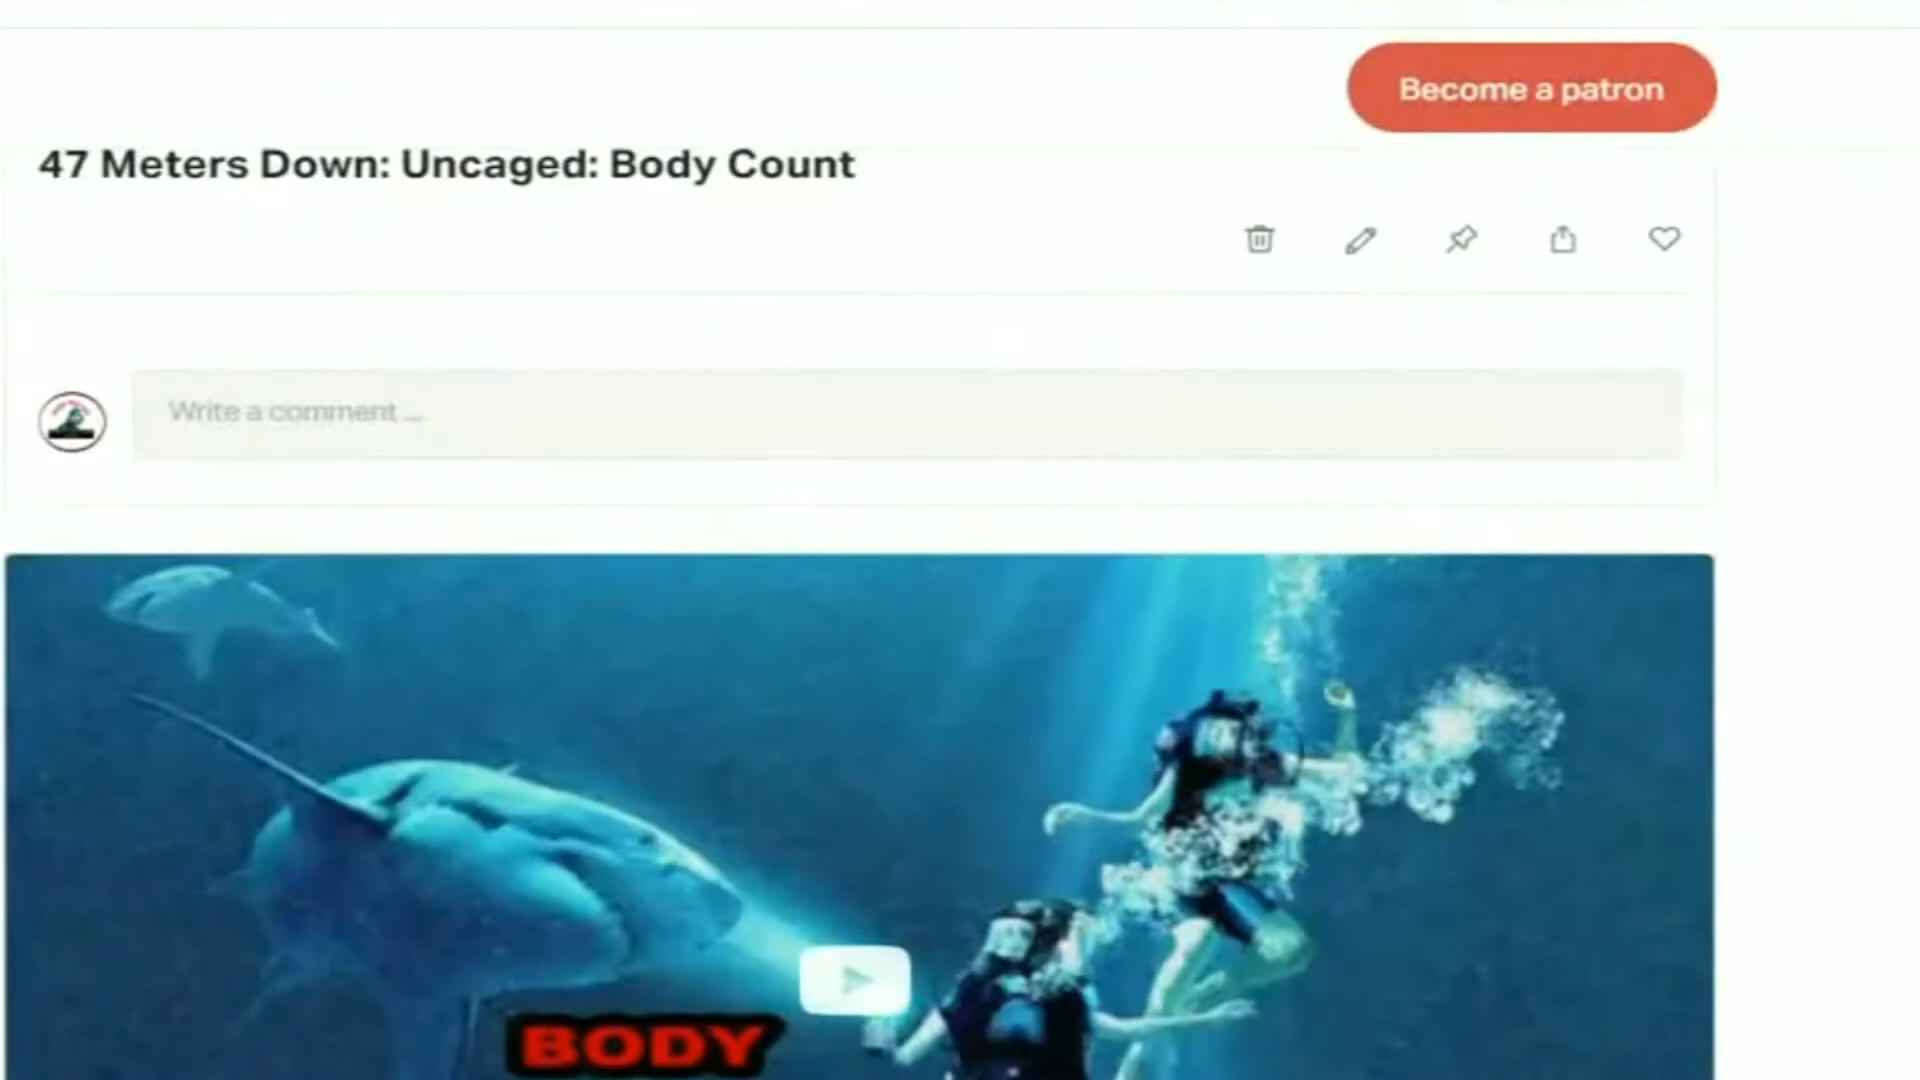 Become a patron
47 Meters Down: Uncaged: Body Count
Write a comment ...
BODY